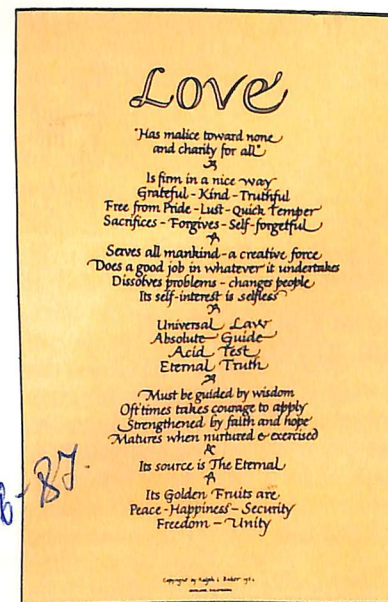 Love
"Has malice toward none
and charity for all"
Is firm in a nice way
Grateful - Kind - Truthful
Free from Pride - Lust - Quick Temper
Sacrifices - Forgives - Self-forgetful
Serves all mankind - a creative force
Does a good job in whatever it undertakes
Dissolves problems - changes people
Its self-interest is selfless
Universal Law
Absolute Guide
Acid Test
Eternal Truth
Must be guided by wisdom
Oft times takes courage to apply
Strengthened by faith and hope
Matures when nurtured & exercised
Its source is The Eternal
Its Golden Fruits are
Peace - Happiness - Security
Freedom - Unity
Copyright by Ralph L Baker
87